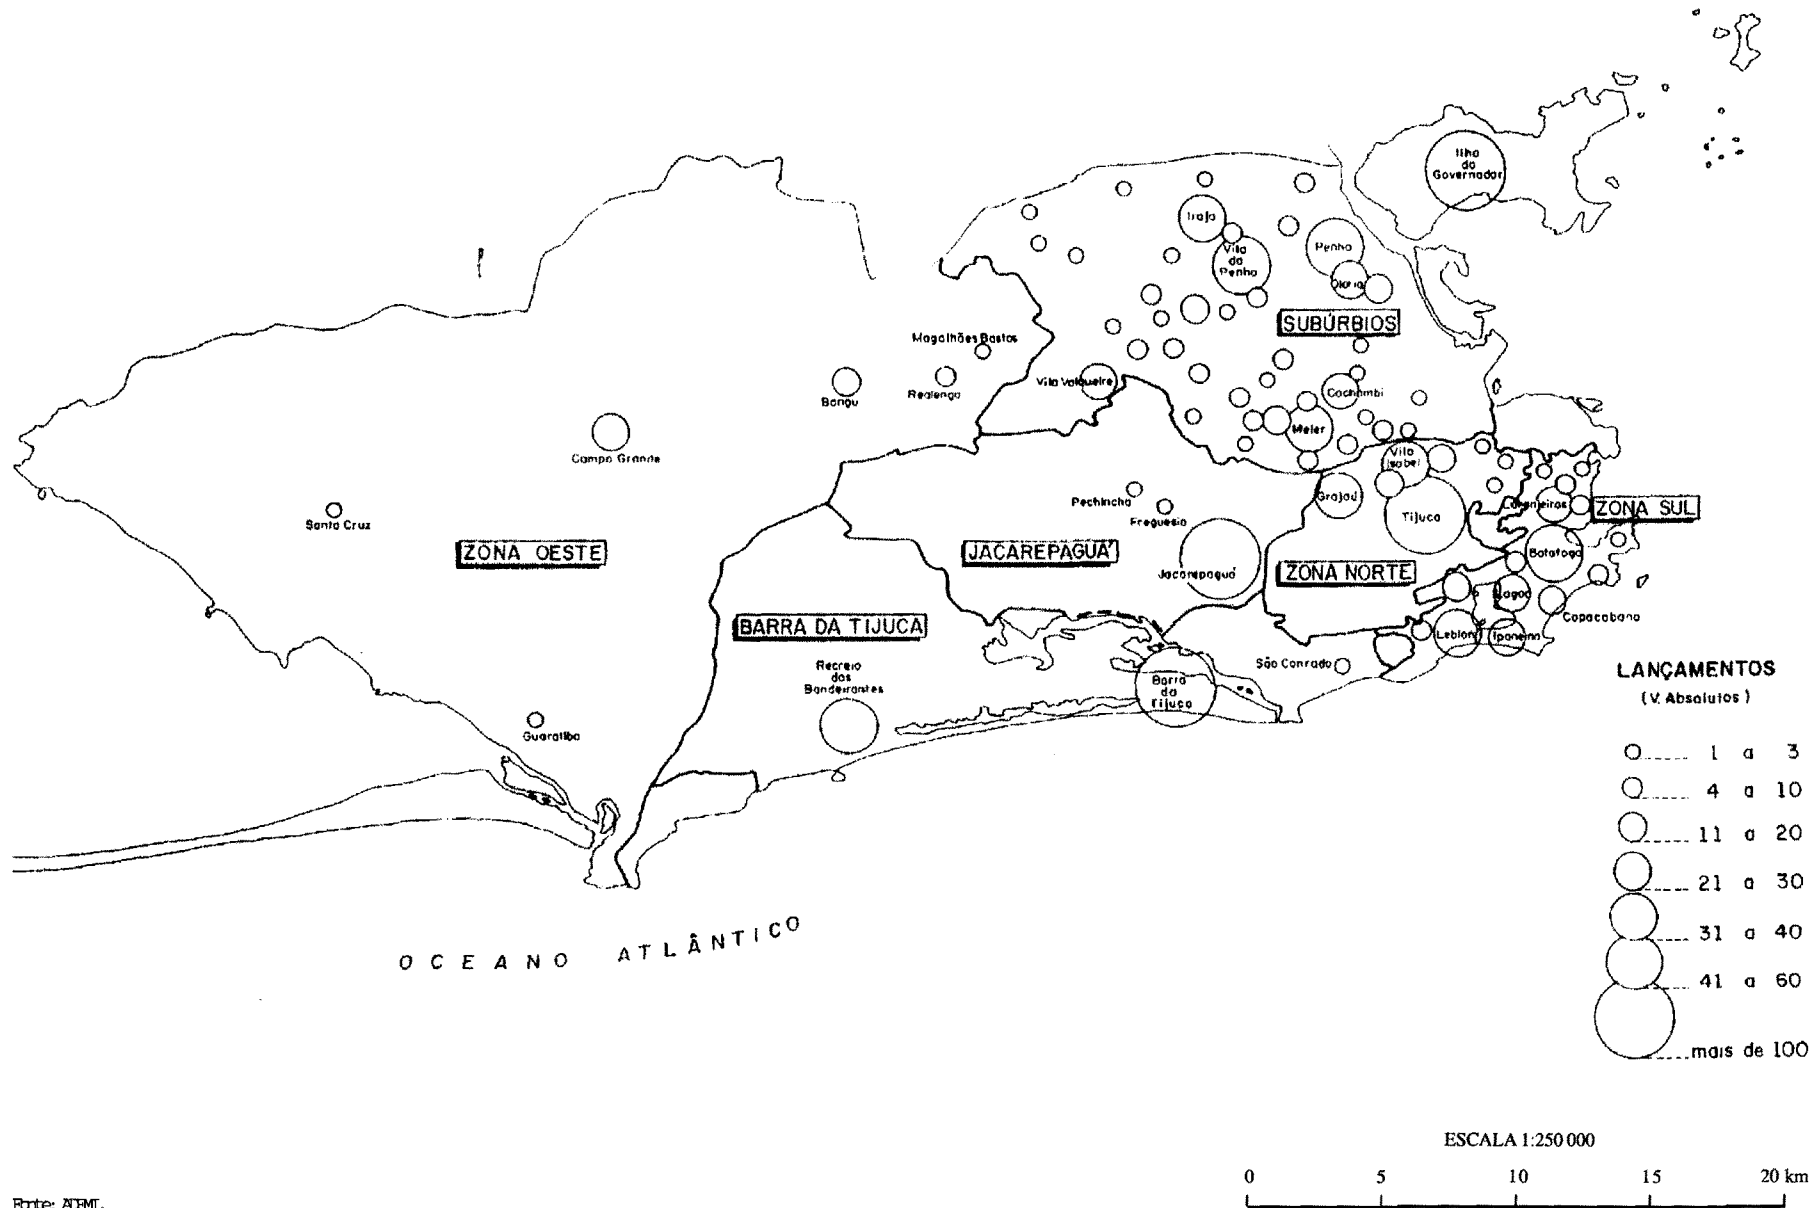 Ilha
do
Governador
Irajá
Vila
da
Penha
Penha
Olaria
SUBÚRBIOS
Magalhães Bastos
Realengo
Bangu
Vila Valqueire
Cachambi
Meier
Campo Grande
Santa Cruz
ZONA OESTE
Guaratiba
Pechincha
Freguesia
JACAREPAGUÁ
Jacarepaguá
Vila
Isabel
Grajaú
Tijuca
ZONA NORTE
Laranjeiras
ZONA SUL
Botafogo
Lagoa
Copacabana
Leblon
Ipanema
São Conrado
BARRA DA TIJUCA
Recreio
dos
Bandeirantes
Barra
da
Tijuca
OCEANO ATLÂNTICO
LANÇAMENTOS
(V. Absolutos)
1 a 3
4 a 10
11 a 20
21 a 30
31 a 40
41 a 60
mais de 100
ESCALA 1:250 000
0 5 10 15 20 km
Fonte: ADEMI.